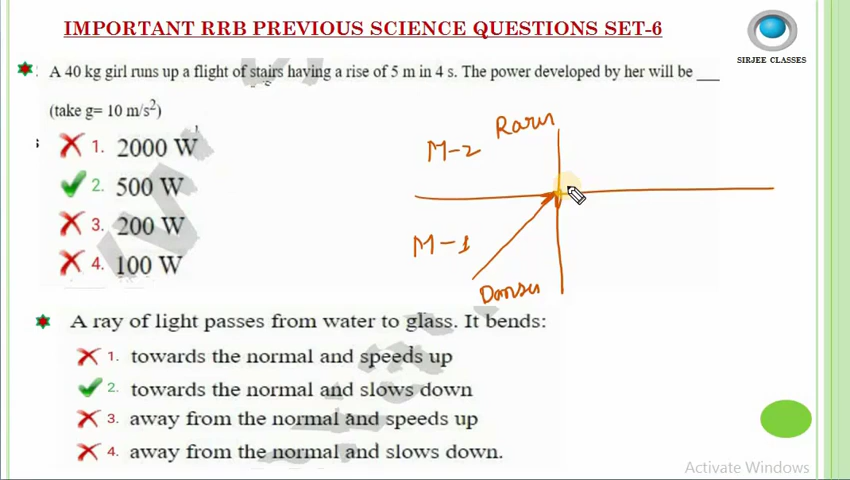 IMPORTANT RRB PREVIOUS SCIENCE QUESTIONS SET-6
SIRJEE CLASSES
A 40 kg girl runs up a flight of stairs having a rise of 5 m in 4 s. The power developed by her will be ___
(take g= 10 m/s²)
1. 2000 W
2. 500 W
3. 200 W
4. 100 W
M-2
M-1
A ray of light passes from water to glass. It bends:
1. towards the normal and speeds up
2. towards the normal and slows down
3. away from the normal and speeds up
4. away from the normal and slows down.
Activate Windows